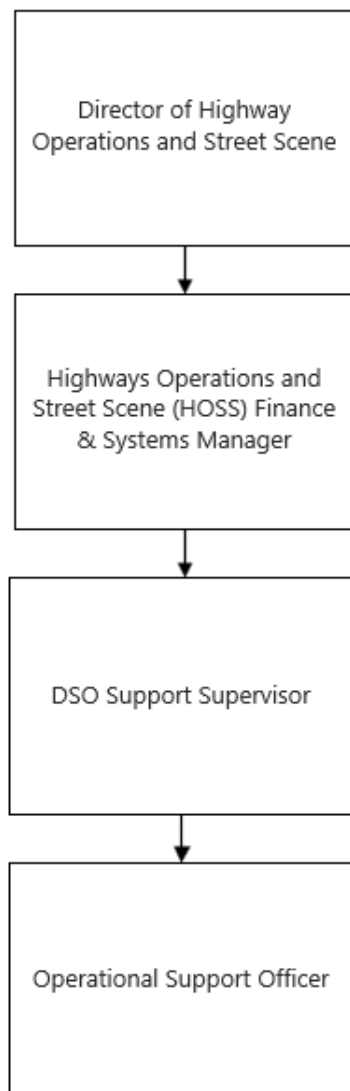 Director of Highway
Operations and Street Scene
Highways Operations and
Street Scene (HOSS) Finance
& Systems Manager
DSO Support Supervisor
Operational Support Officer